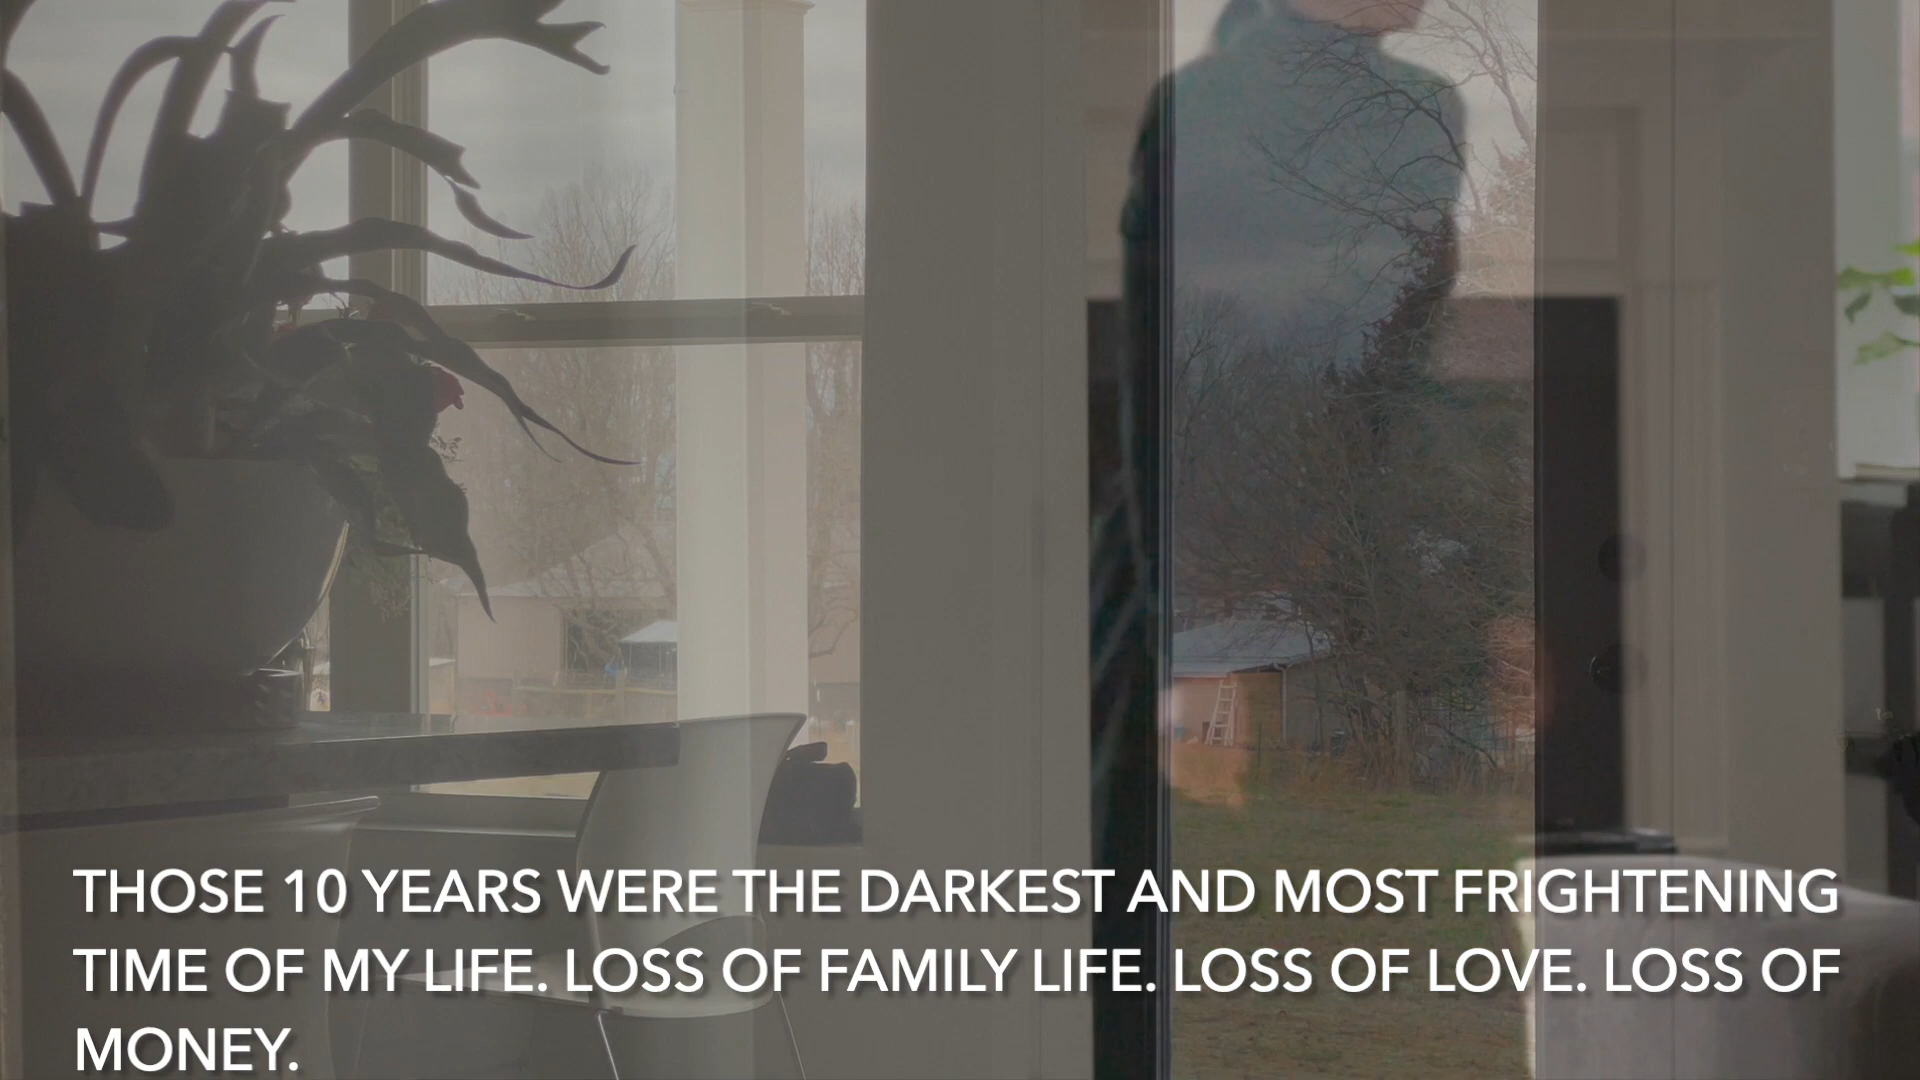 THOSE 10 YEARS WERE THE DARKEST AND MOST FRIGHTENING
TIME OF MY LIFE. LOSS OF FAMILY LIFE. LOSS OF LOVE. LOSS OF
MONEY.